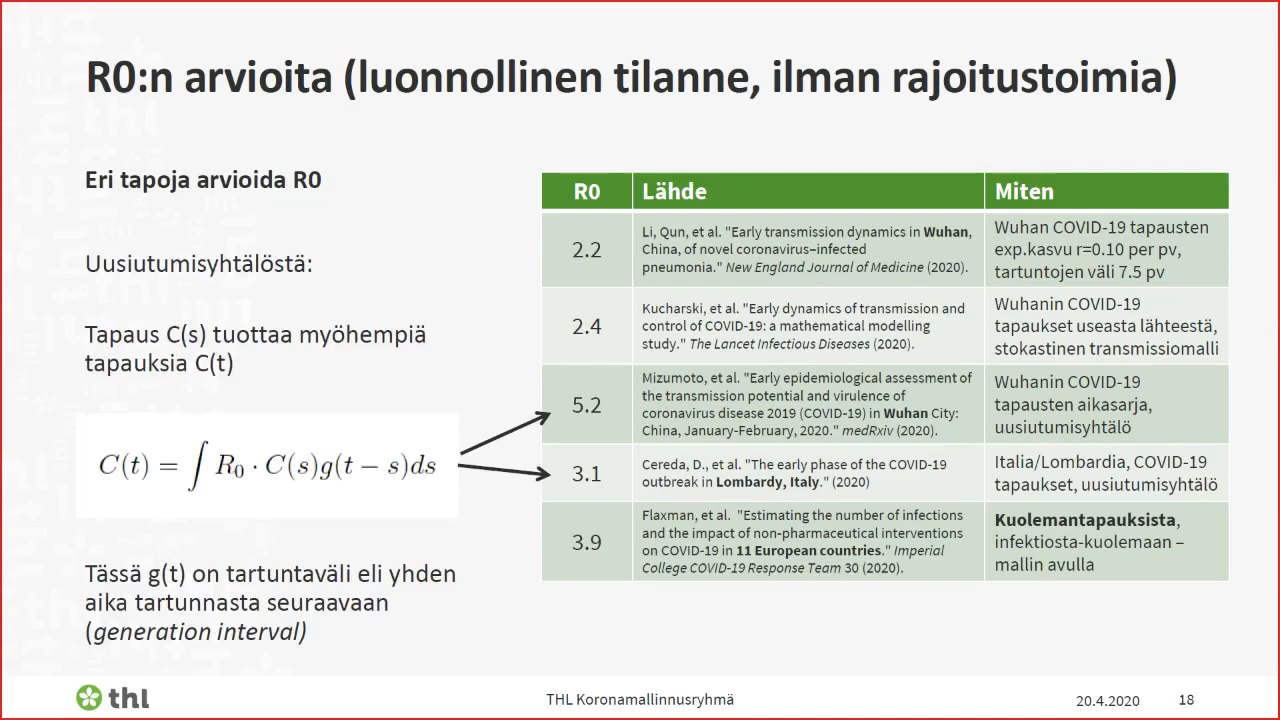 R0:n arvioita (luonnollinen tilanne, ilman rajoitustoimia)
Eri tapoja arvioida R0
Uusiutumisyhtälöstä:
Tapaus C(s) tuottaa myöhempiä
tapauksia C(t)
C(t) = ∫ R₀ · C(s)g(t − s)ds
Tässä g(t) on tartuntaväli eli yhden
aika tartunnasta seuraavaan
(generation interval)
R0 Lähde Miten
2.2
Li, Qun, et al. "Early transmission dynamics in Wuhan,
China, of novel coronavirus–infected
pneumonia." New England Journal of Medicine (2020).
Wuhan COVID-19 tapausten
exp.kasvu r=0.10 per pv,
tartuntojen väli 7.5 pv
2.4
Kucharski, et al. "Early dynamics of transmission and
control of COVID-19: a mathematical modelling
study." The Lancet Infectious Diseases (2020).
Wuhanin COVID-19
tapaukset useasta lähteestä,
stokastinen transmissiomalli
5.2
Mizumoto, et al. "Early epidemiological assessment of
the transmission potential and virulence of
coronavirus disease 2019 (COVID-19) in Wuhan City:
China, January-February, 2020." medRxiv (2020).
Wuhanin COVID-19
tapausten aikasarja,
uusiutumisyhtälö
3.1
Cereda, D., et al. "The early phase of the COVID-19
outbreak in Lombardy, Italy." (2020)
Italia/Lombardia, COVID-19
tapaukset, uusiutumisyhtälö
3.9
Flaxman, et al. "Estimating the number of infections
and the impact of non-pharmaceutical interventions
on COVID-19 in 11 European countries." Imperial
College COVID-19 Response Team 30 (2020).
Kuolemantapauksista,
infektiosta-kuolemaan –
mallin avulla
thl
THL Koronamallinnusryhmä
20.4.2020
18